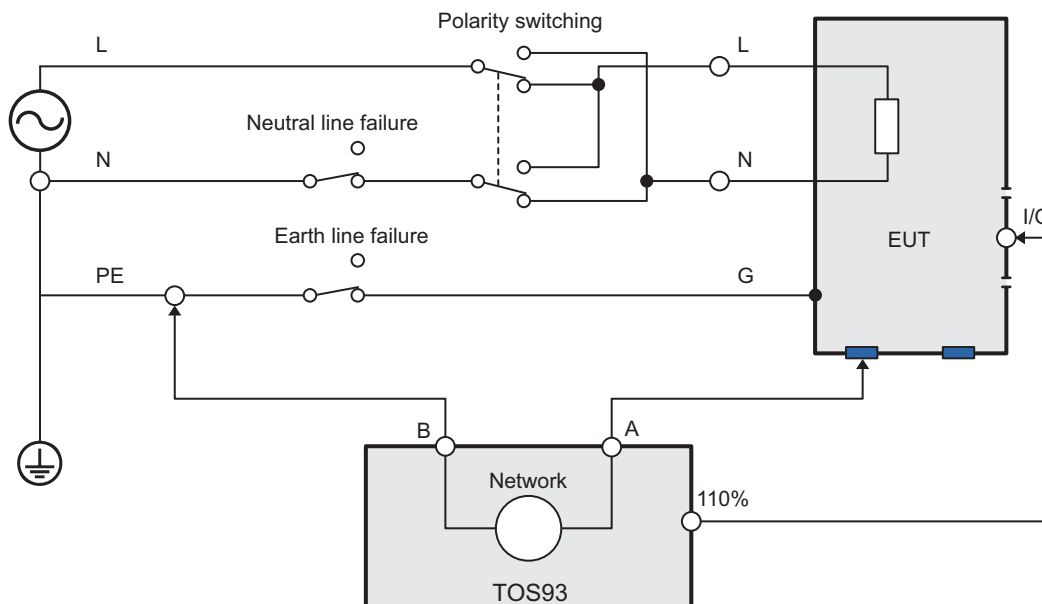 Polarity switching
L
L
Neutral line failure
N
N
I/
EUT
Earth line failure
PE
G
B
A
Network
110%
TOS93